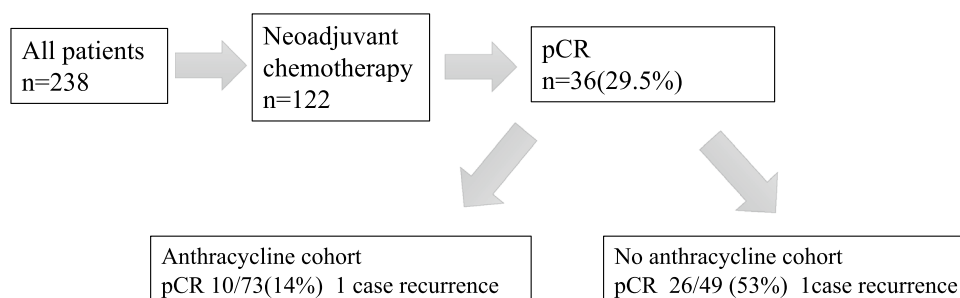 All patients
n=238
Neoadjuvant
chemotherapy
n=122
pCR
n=36(29.5%)
Anthracycline cohort
pCR 10/73(14%)  1 case recurrence
No anthracycline cohort
pCR  26/49 (53%)  1case recurrence